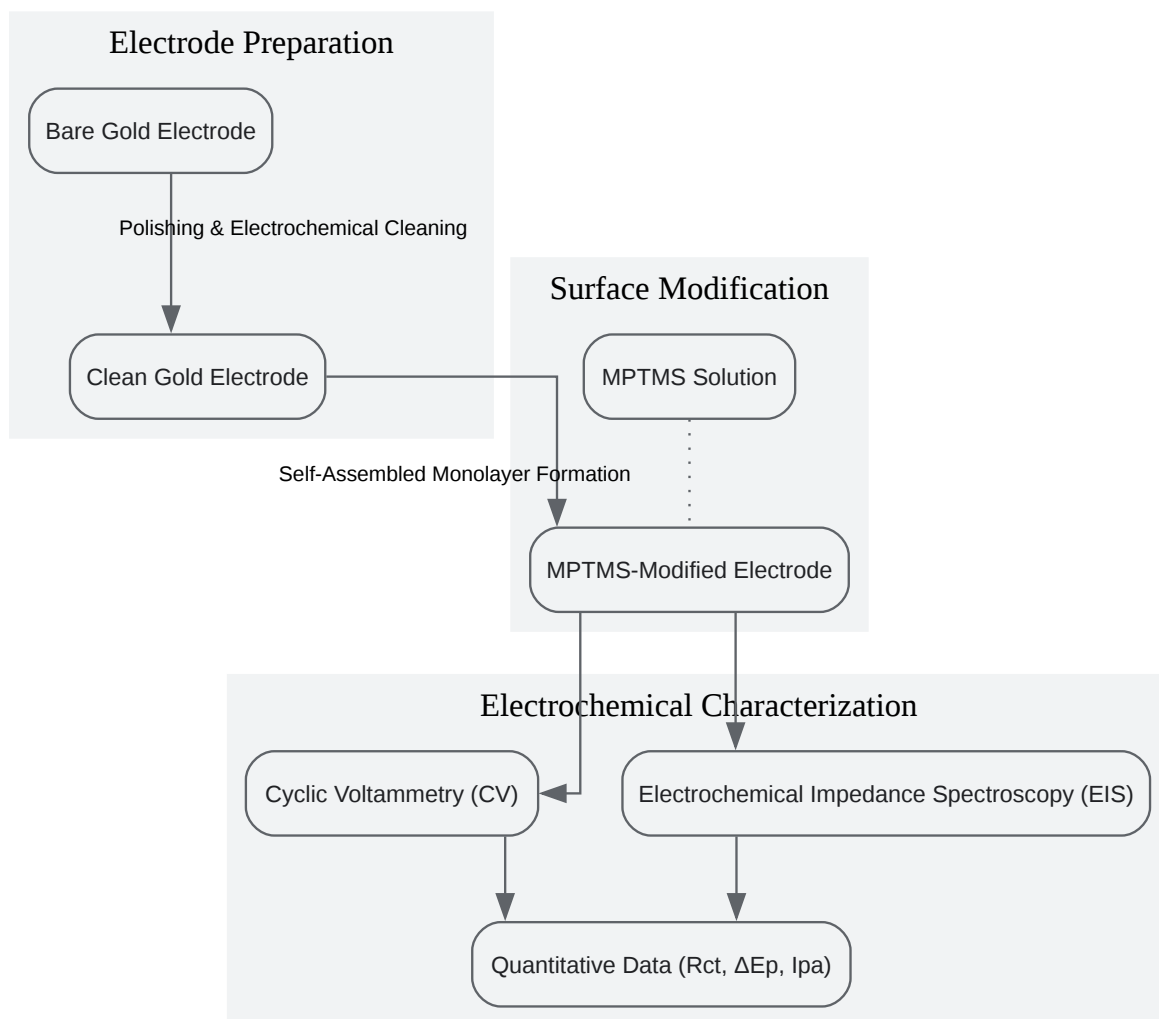 Electrode Preparation
Bare Gold Electrode
Polishing & Electrochemical Cleaning
Clean Gold Electrode
Surface Modification
MPTMS Solution
Self-Assembled Monolayer Formation
MPTMS-Modified Electrode
Electrochemical Characterization
Cyclic Voltammetry (CV)
Electrochemical Impedance Spectroscopy (EIS)
Quantitative Data (Rct, ΔEp, Ipa)